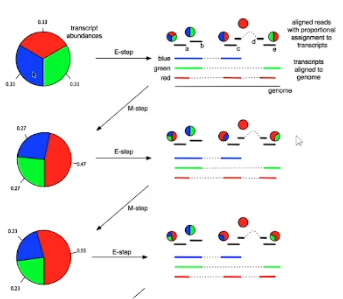 0.33
transcript
abundances
0.33
0.33
E-step
a
b
c
d
e
aligned reads
with proportional
assignment to
transcripts
blue
green
red
transcripts
aligned to
genome
genome
M-step
0.27
0.47
0.27
E-step
M-step
0.23
0.55
0.23
E-step